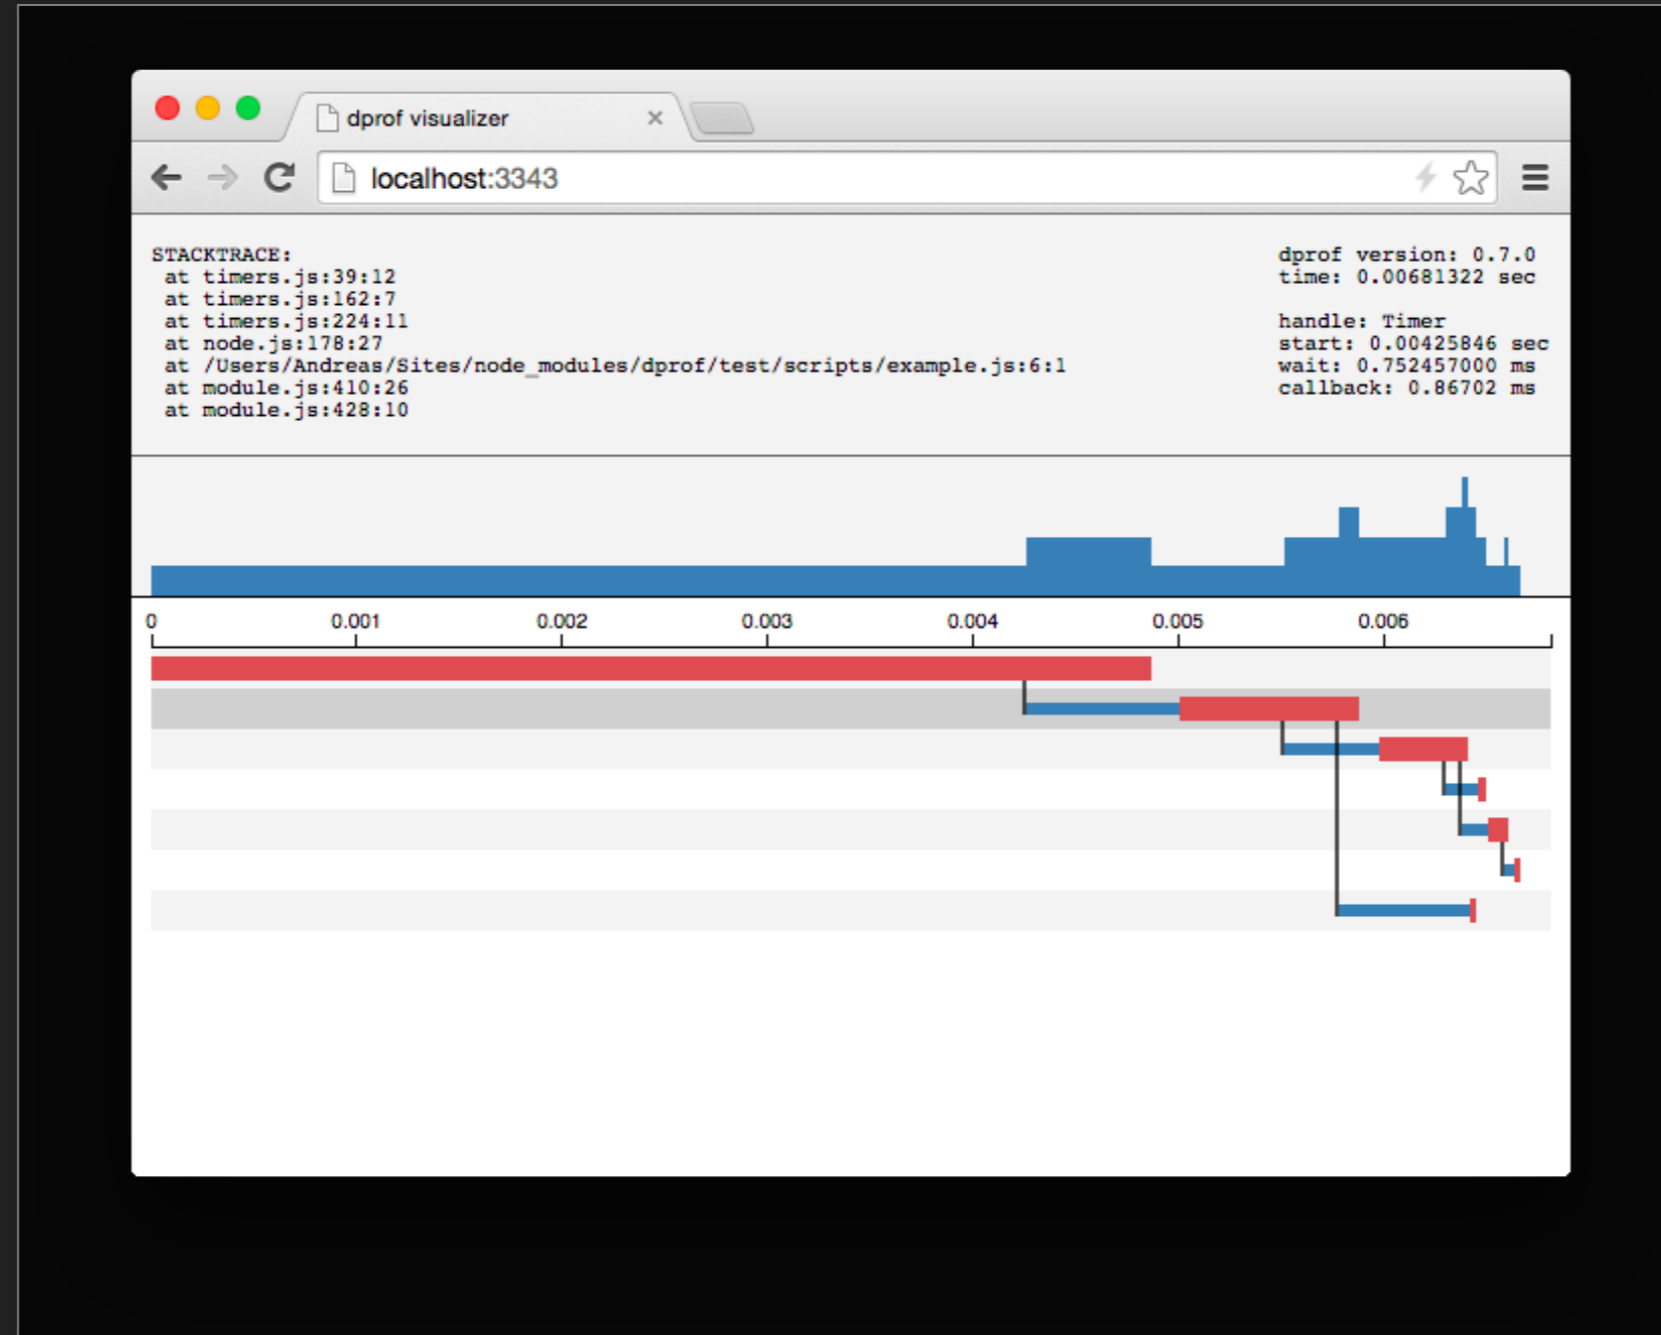 dprof visualizer
localhost:3343
STACKTRACE:
at timers.js:39:12
at timers.js:162:7
at timers.js:224:11
at node.js:178:27
at /Users/Andreas/Sites/node_modules/dprof/test/scripts/example.js:6:1
at module.js:410:26
at module.js:428:10
dprof version: 0.7.0
time: 0.00681322 sec
handle: Timer
start: 0.00425846 sec
wait: 0.752457000 ms
callback: 0.86702 ms
0 0.001 0.002 0.003 0.004 0.005 0.006